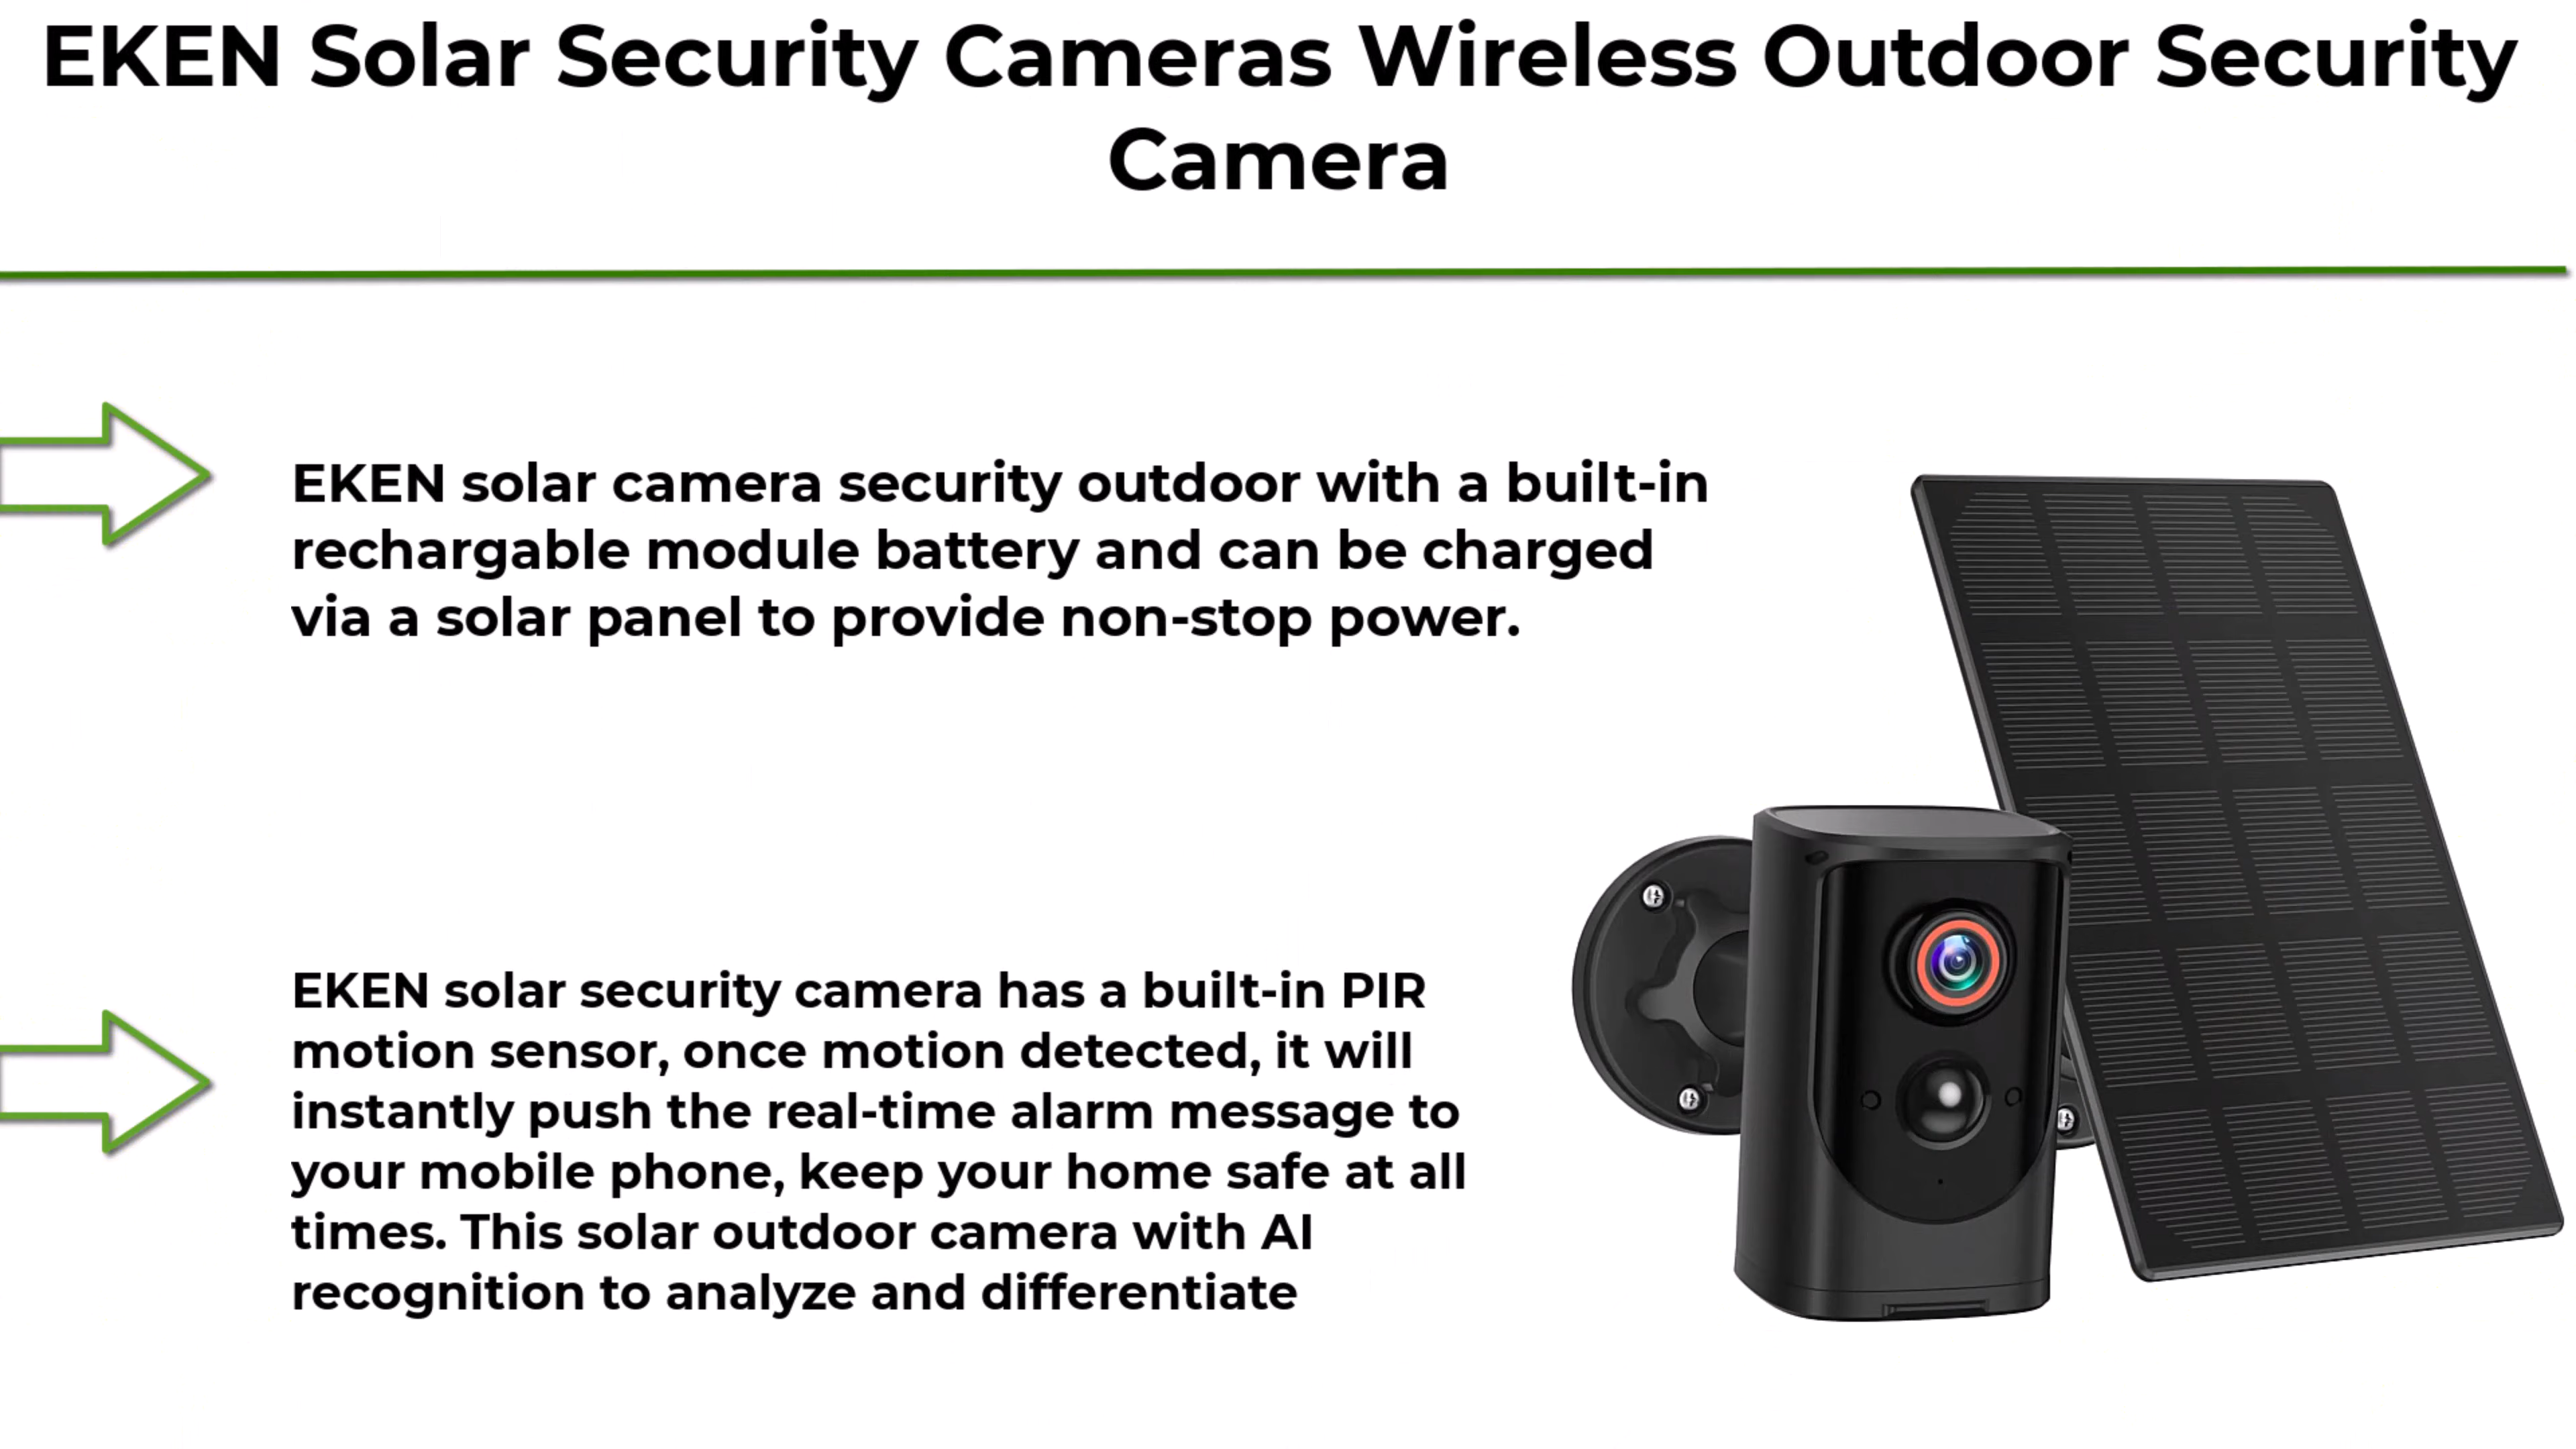 EKEN Solar Security Cameras Wireless Outdoor Security
Camera
EKEN solar camera security outdoor with a built-in
rechargable module battery and can be charged
via a solar panel to provide non-stop power.
EKEN solar security camera has a built-in PIR
motion sensor, once motion detected, it will
instantly push the real-time alarm message to
your mobile phone, keep your home safe at all
times. This solar outdoor camera with AI
recognition to analyze and differentiate